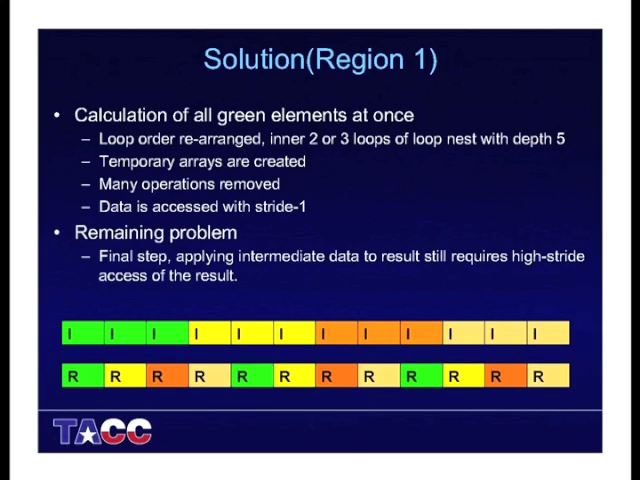 Solution(Region 1)
• Calculation of all green elements at once
– Loop order re-arranged, inner 2 or 3 loops of loop nest with depth 5
– Temporary arrays are created
– Many operations removed
– Data is accessed with stride-1
• Remaining problem
– Final step, applying intermediate data to result still requires high-stride
access of the result.
I I I I I I I I I I I I
R R R R R R R R R R R R
TACC